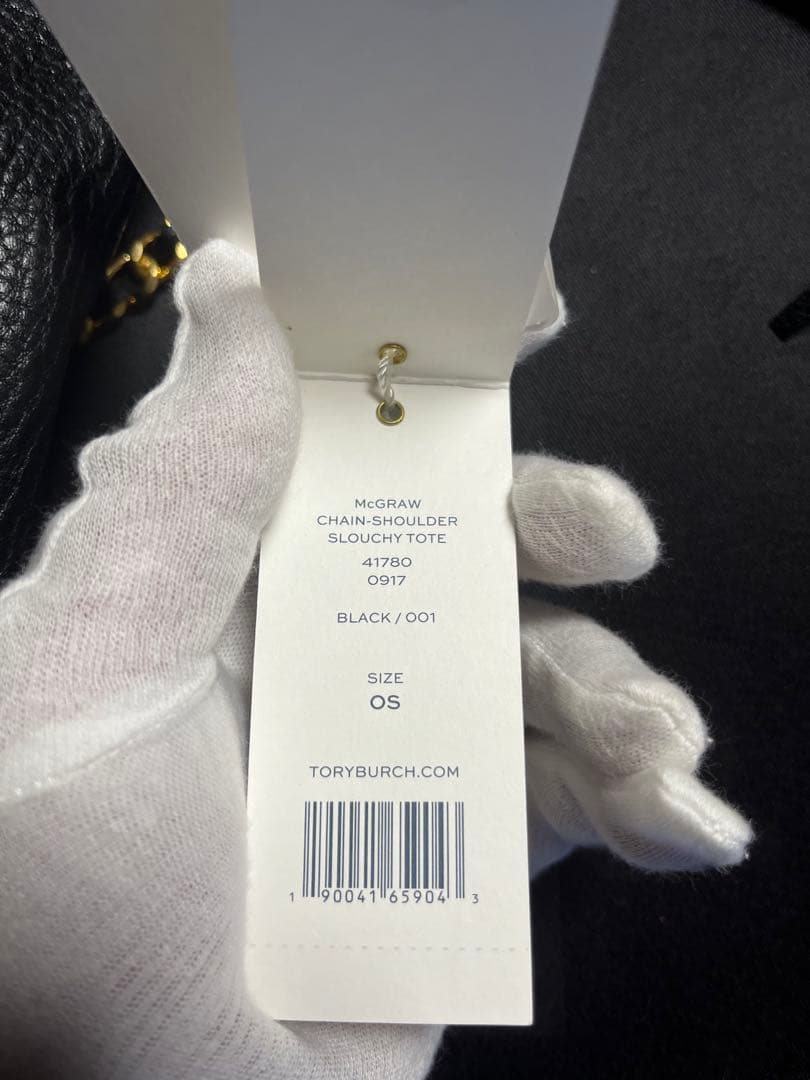 McGRAW
CHAIN-SHOULDER
SLOUCHY TOTE
41780
0917
BLACK / 001
SIZE
OS
TORYBURCH.COM
1 90041 65904 3